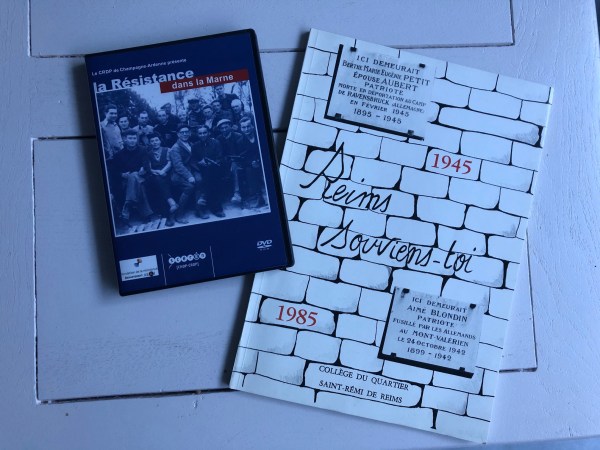 Le CRDP de Champagne-Ardenne présente
la Résistance
dans la Marne
DVD
ICI DEMEURAIT
BERTHE MARIE EUGÉNIE PETIT
ÉPOUSE AUBERT
PATRIOTE
MORTE EN DÉPORTATION AU CAMP
DE RAVENSBRUCK (ALLEMAGNE)
EN FÉVRIER 1945
1895 - 1945
1945
Reims
souviens-toi
1985
ICI DEMEURAIT
AIMÉ BLONDIN
PATRIOTE
FUSILLÉ PAR LES ALLEMANDS
AU MONT-VALÉRIEN
LE 24 OCTOBRE 1942
1899 - 1942
COLLÈGE DU QUARTIER
SAINT-RÉMI DE REIMS